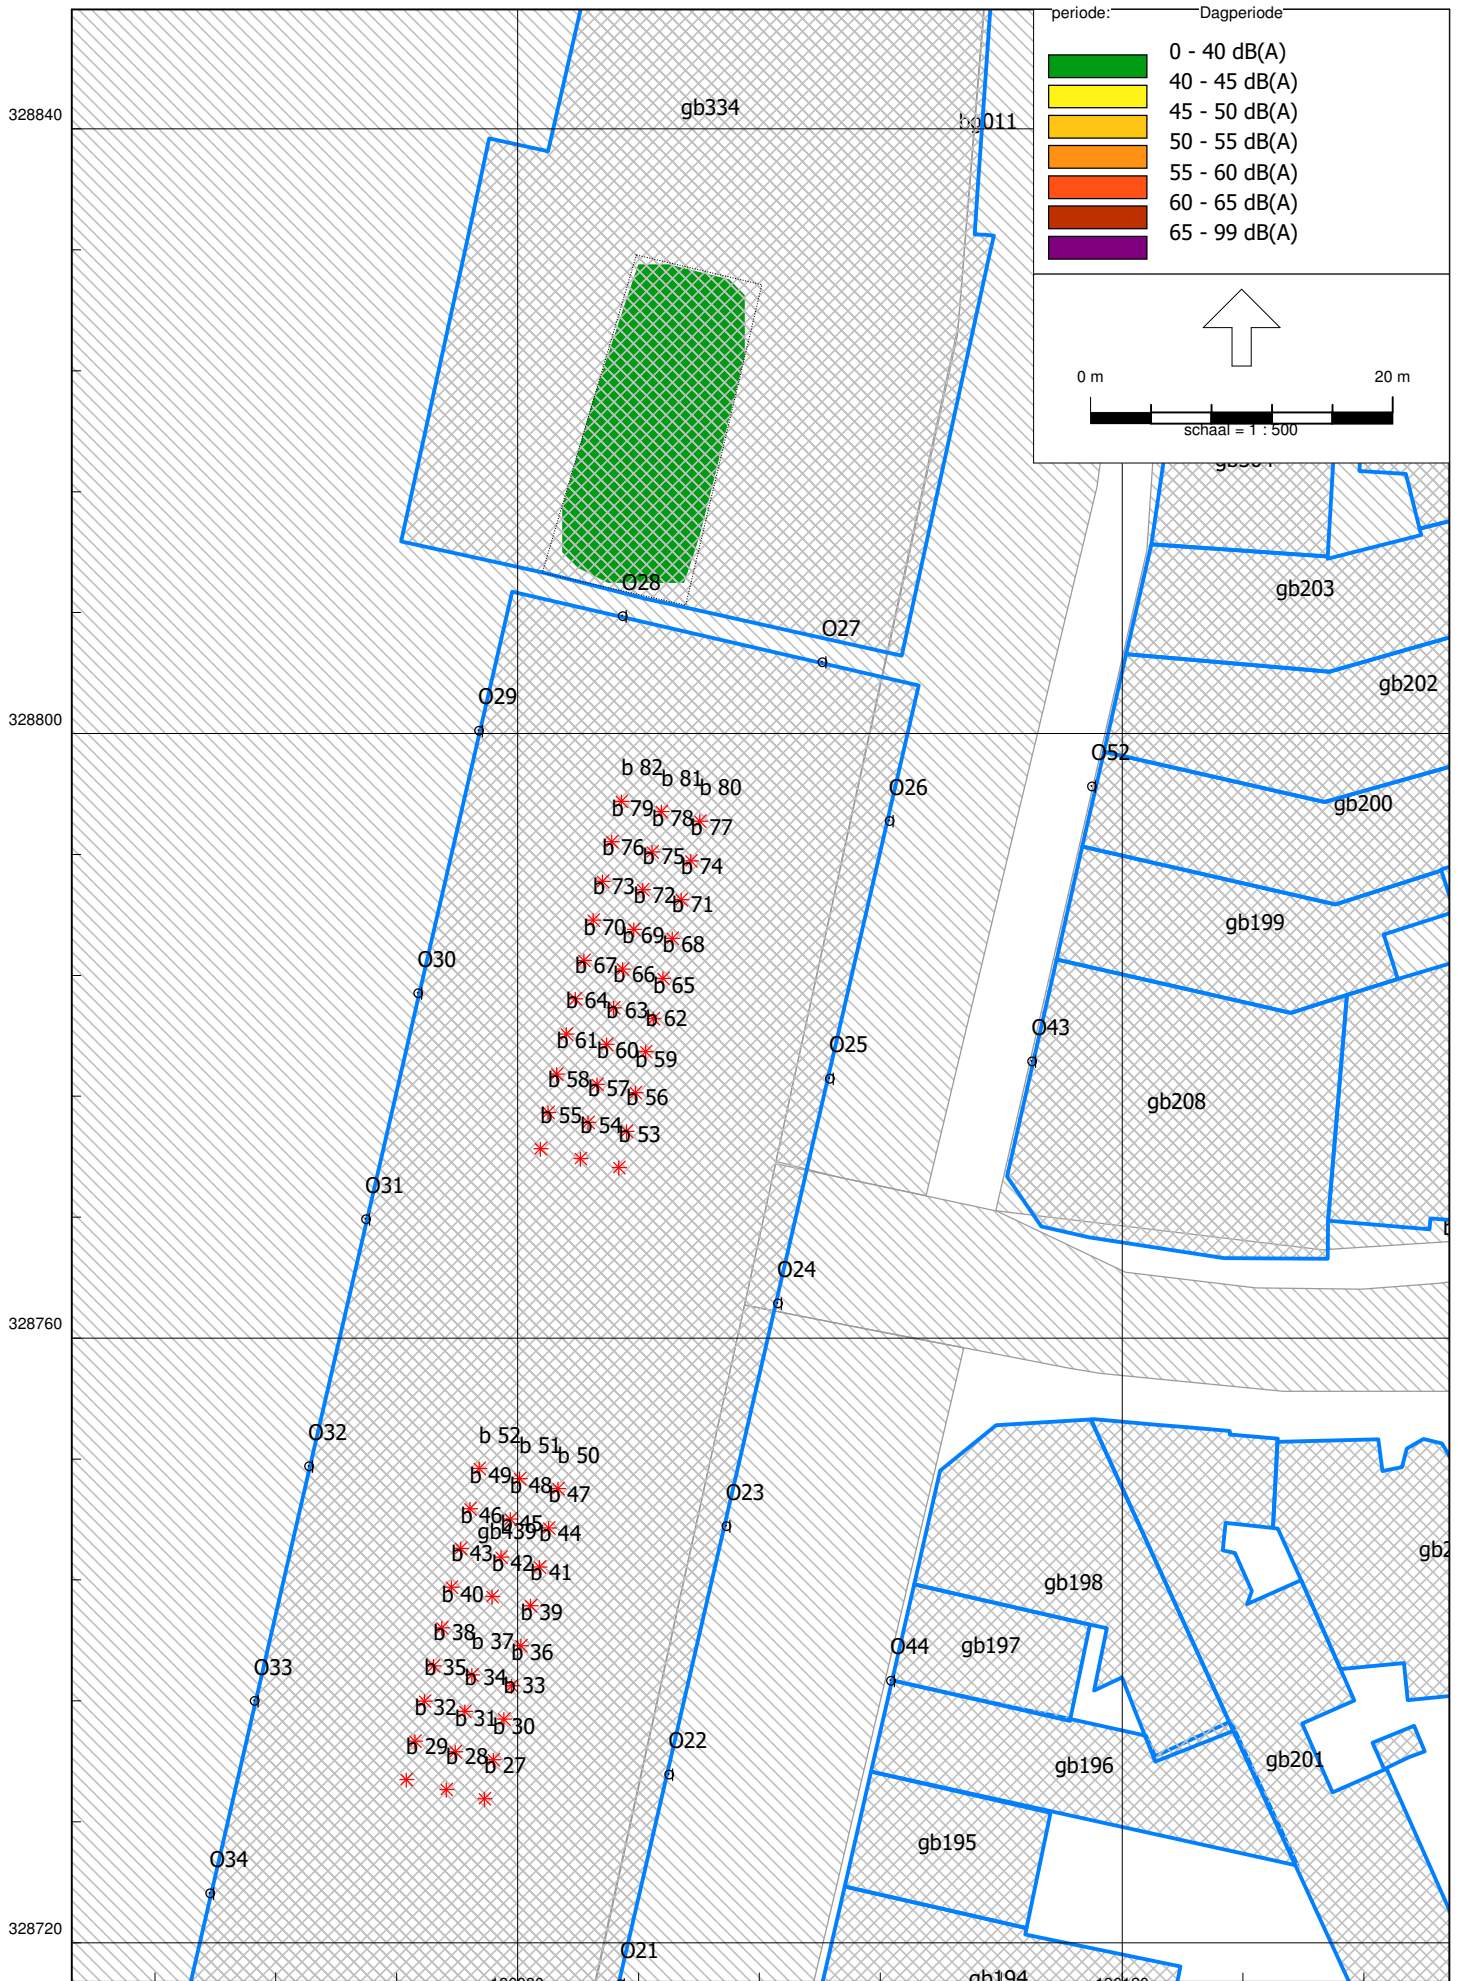 periode: Dagperiode
0 - 40 dB(A)
40 - 45 dB(A)
45 - 50 dB(A)
50 - 55 dB(A)
55 - 60 dB(A)
60 - 65 dB(A)
65 - 99 dB(A)
0 m 20 m
schaal = 1 : 500
328840
gb334
bg011
O28
gb203
O27
gb202
O29
328800
O52
b 82
b 81
b 80
O26
gb200
b 79
b 78
b 77
b 76
b 75
b 74
b 73
b 72
b 71
gb199
b 70
b 69
b 68
O30
b 67
b 66
b 65
b 64
b 63
b 62
O43
b 61
b 60
b 59
O25
b 58
b 57
b 56
gb208
b 55
b 54
b 53
O31
O24
328760
O32
b 52
b 51
b 50
b 49
b 48
b 47
O23
b 46
b 45
b 44
gb439
b 43
b 42
b 41
gb198
b 40
b 39
b 38
b 37
b 36
O44
gb197
O33
b 35
b 34
b 33
b 32
b 31
b 30
O22
b 29
b 28
b 27
gb196
gb201
gb195
O34
328720
O21
gb194